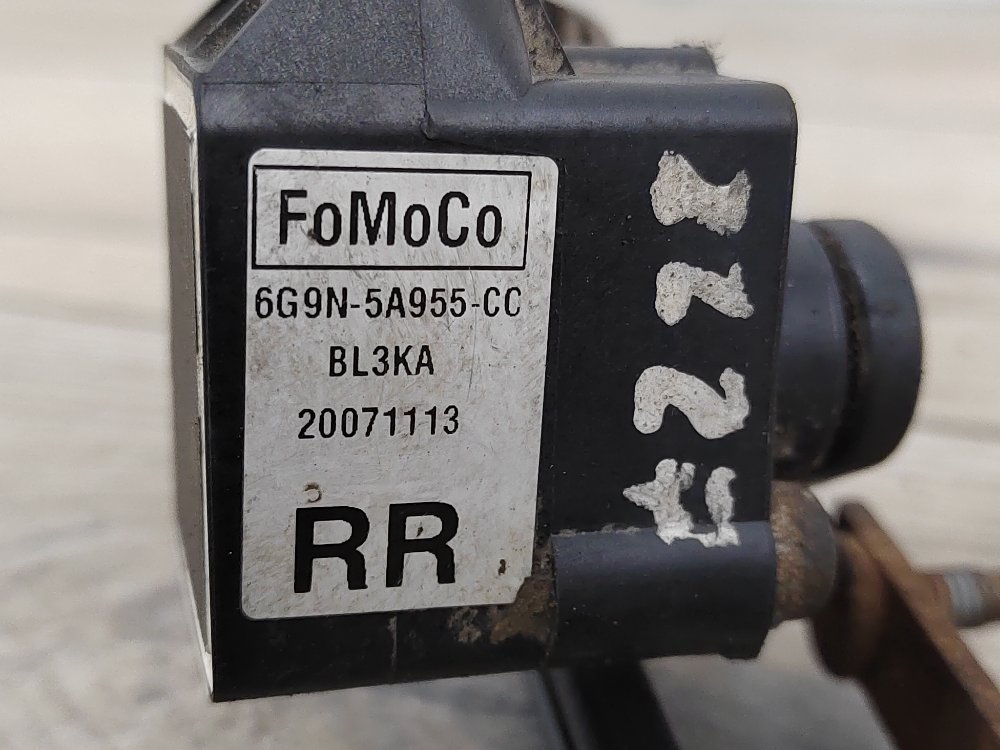 FoMoCo
6G9N-5A955-CC
BL3KA
20071113
RR